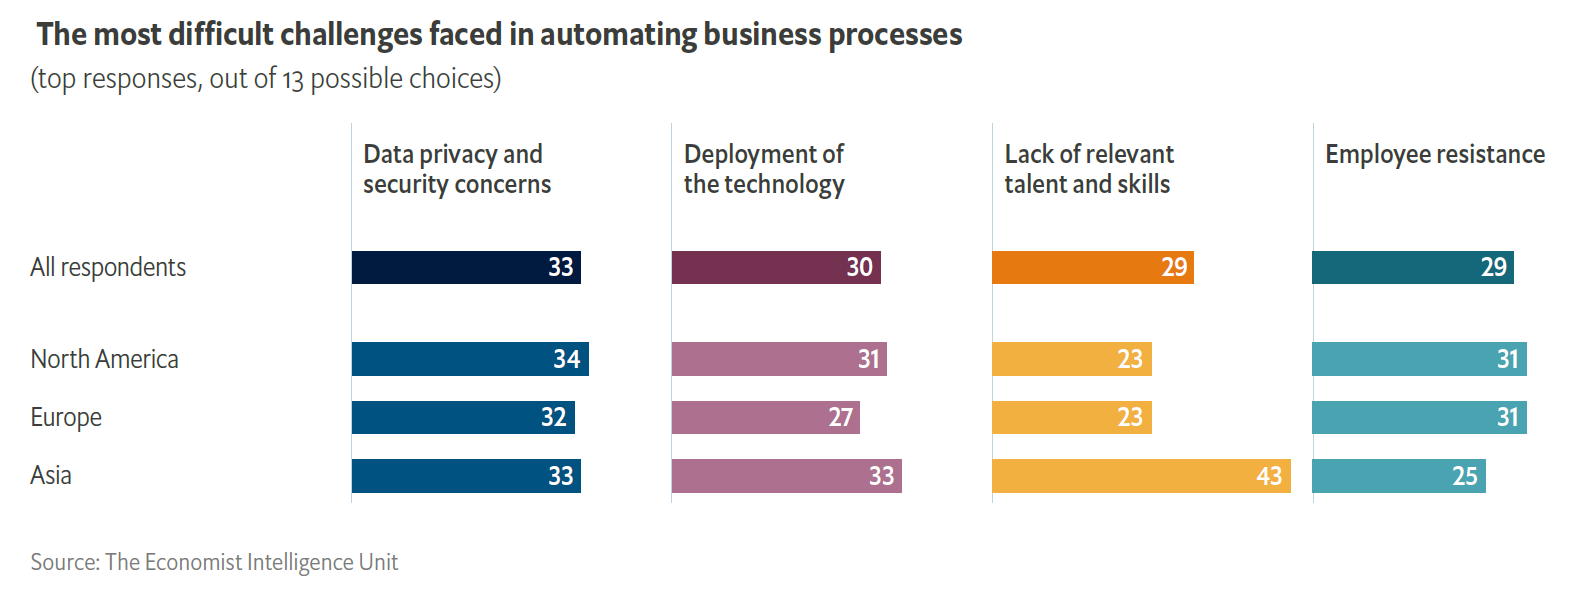 The most difficult challenges faced in automating business processes
(top responses, out of 13 possible choices)
Data privacy and
security concerns
Deployment of
the technology
Lack of relevant
talent and skills
Employee resistance
All respondents 33 30 29 29
North America 34 31 23 31
Europe 32 27 23 31
Asia 33 33 43 25
Source: The Economist Intelligence Unit